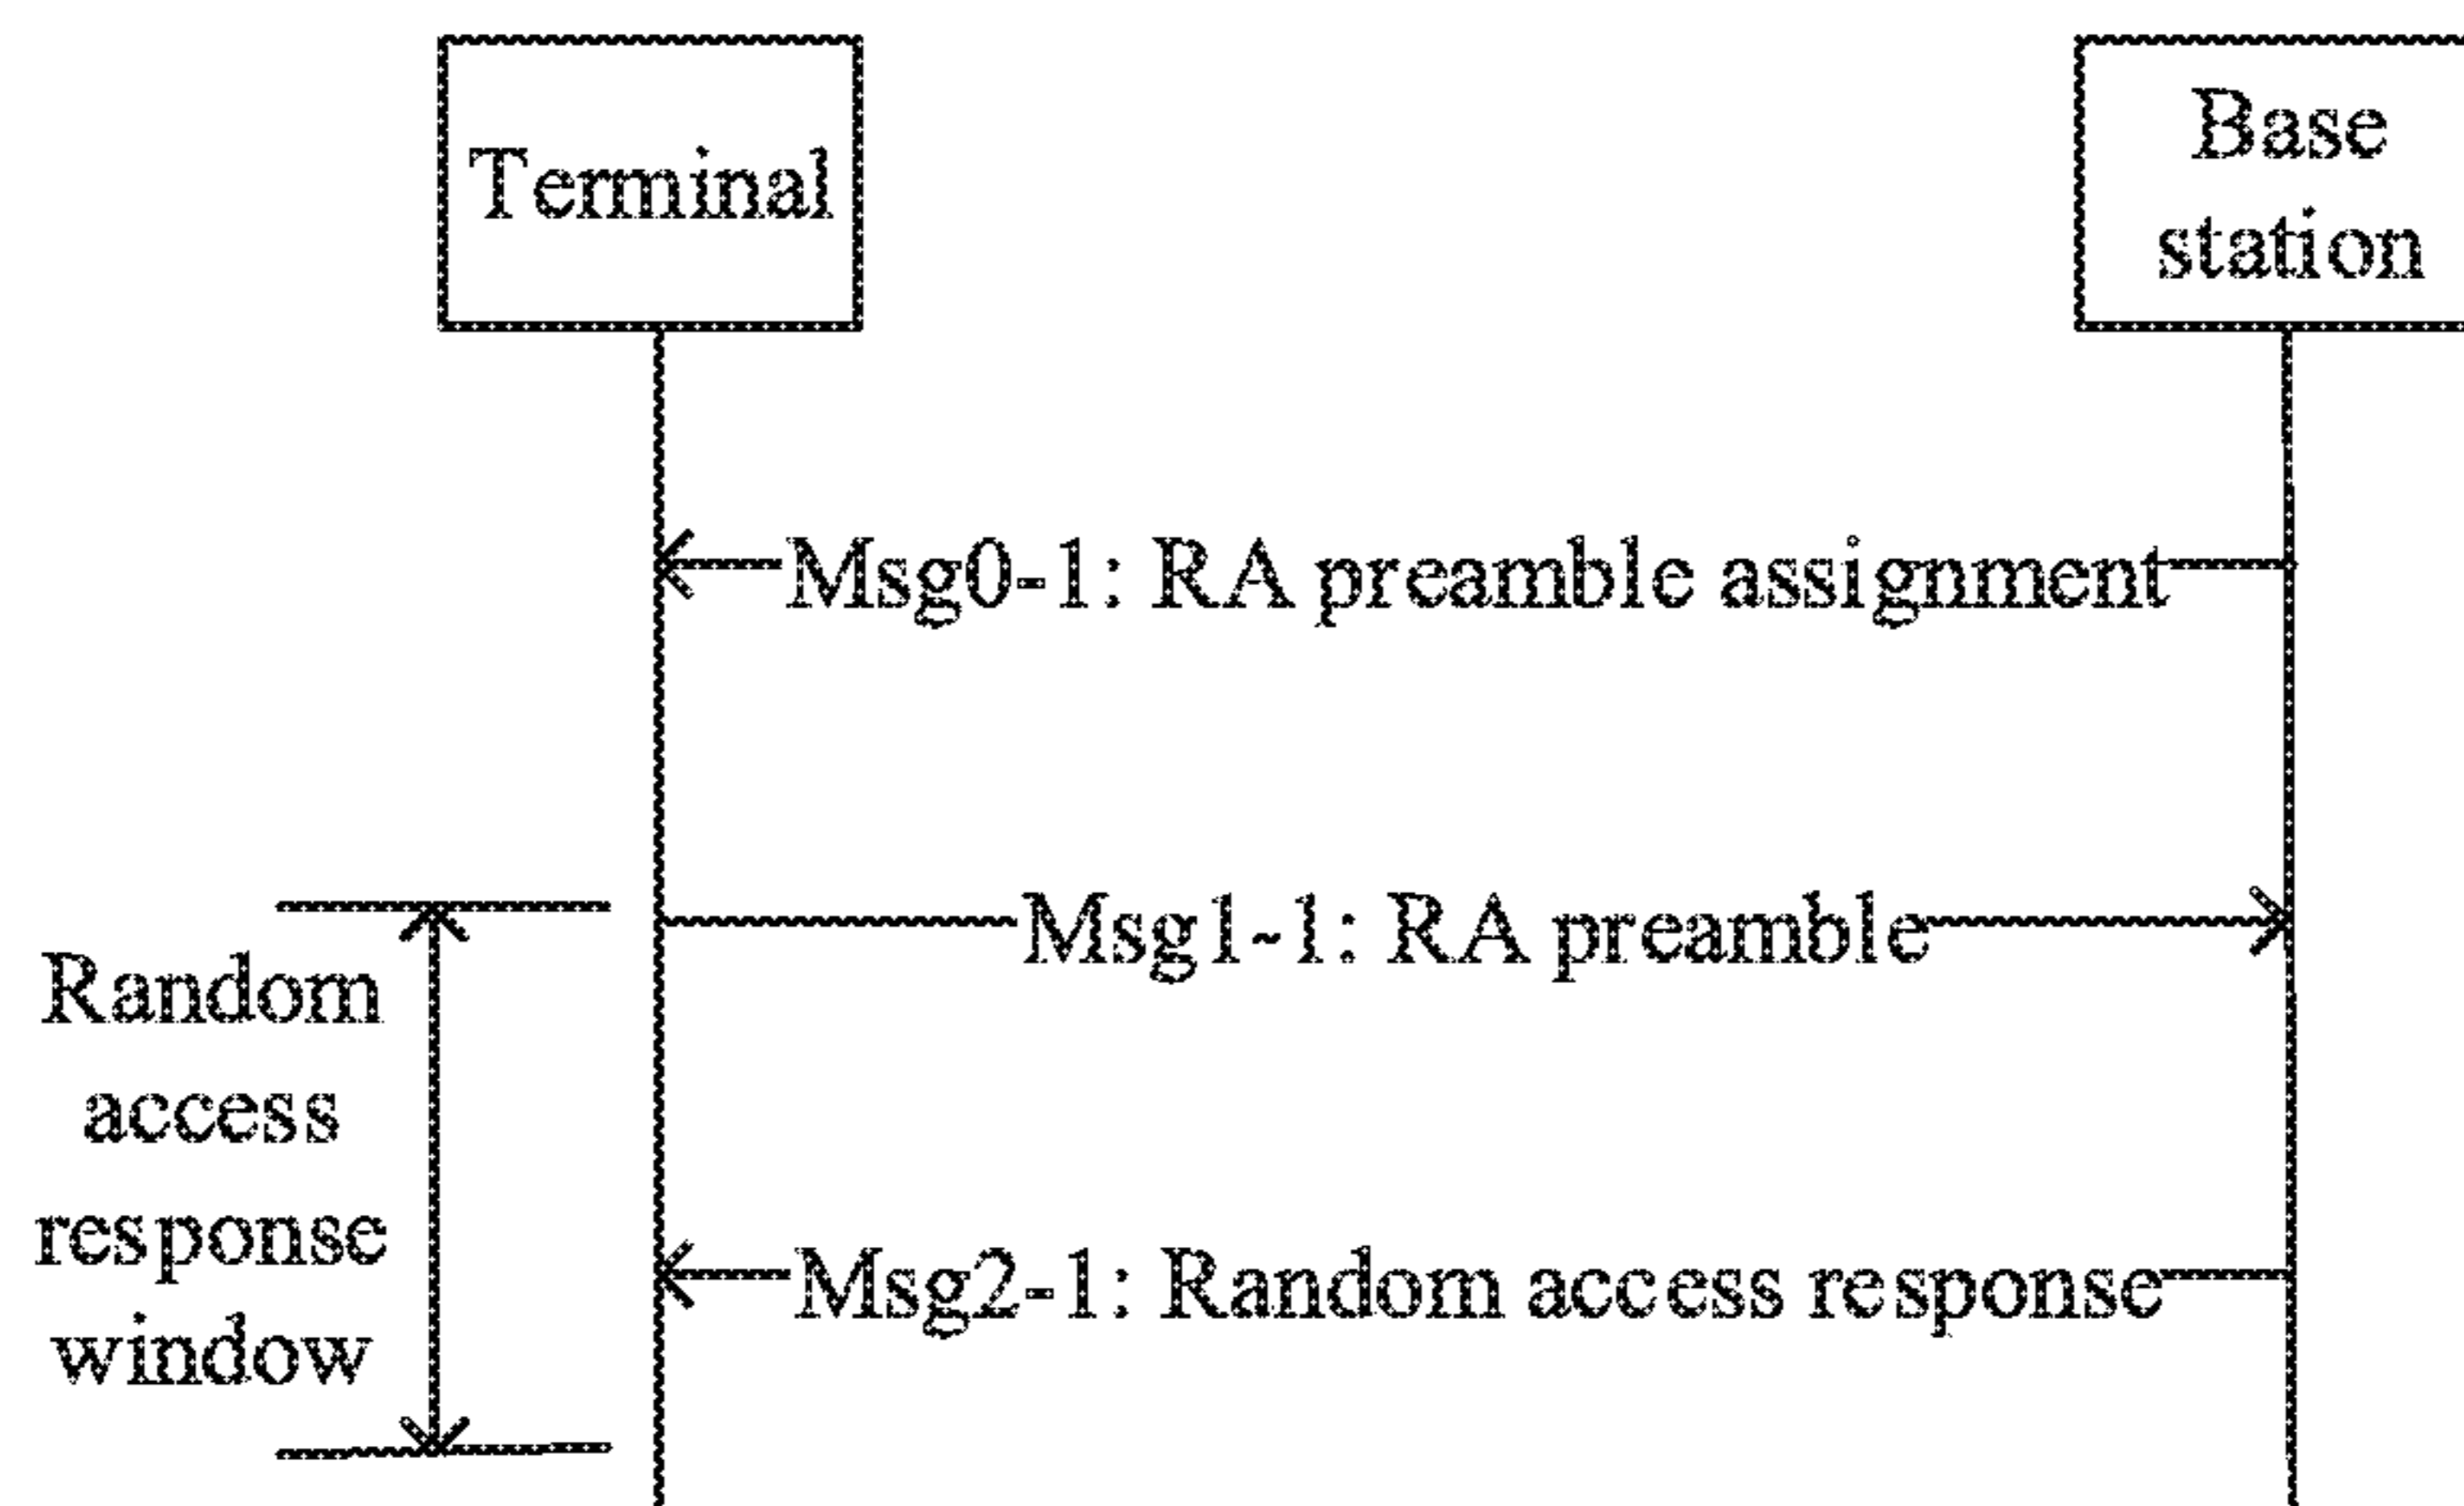 Terminal
Base
station
Msg0-1: RA preamble assignment
Msg1-1: RA preamble
Random
access
response
window
Msg2-1: Random access response